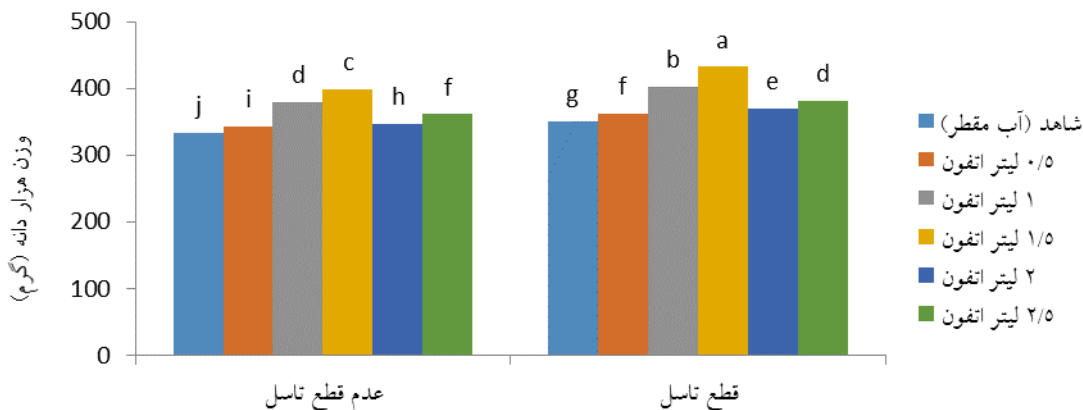 500
400
300
200
100
0
وزن هزار دانه (گرم)
j i d c h f
g f b a e d
عدم قطع تاسل
قطع تاسل
شاهد (آب مقطر)
۰/۵ لیتر اتفون
۱ لیتر اتفون
۱/۵ لیتر اتفون
۲ لیتر اتفون
۲/۵ لیتر اتفون